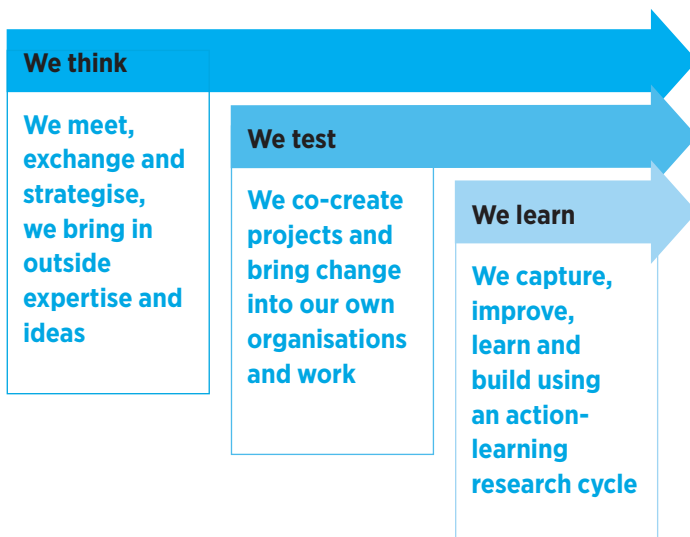 We think
We meet,
exchange and
strategise,
we bring in
outside
expertise and
ideas
We test
We co-create
projects and
bring change
into our own
organisations
and work
We learn
We capture,
improve,
learn and
build using
an action-
learning
research cycle